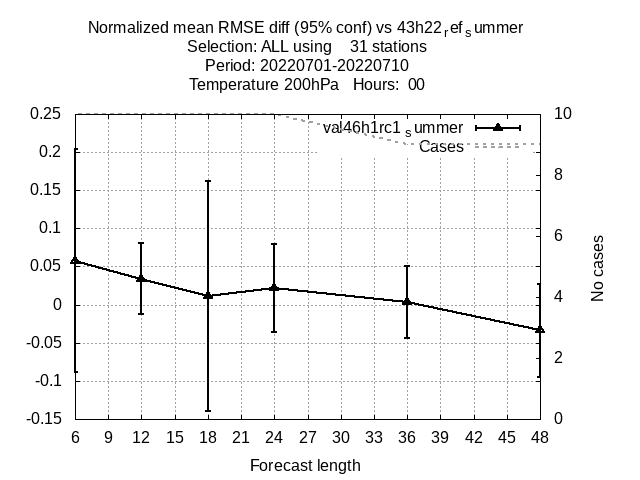 Normalized mean RMSE diff (95% conf) vs 43h22ref summer
Selection: ALL using    31 stations
Period: 20220701-20220710
Temperature 200hPa   Hours:  00
val46h1rc1summer
Cases
0.25
0.2
0.15
0.1
0.05
0
-0.05
-0.1
-0.15
10
8
6
4
2
0
No cases
6 9 12 15 18 21 24 27 30 33 36 39 42 45 48
Forecast length